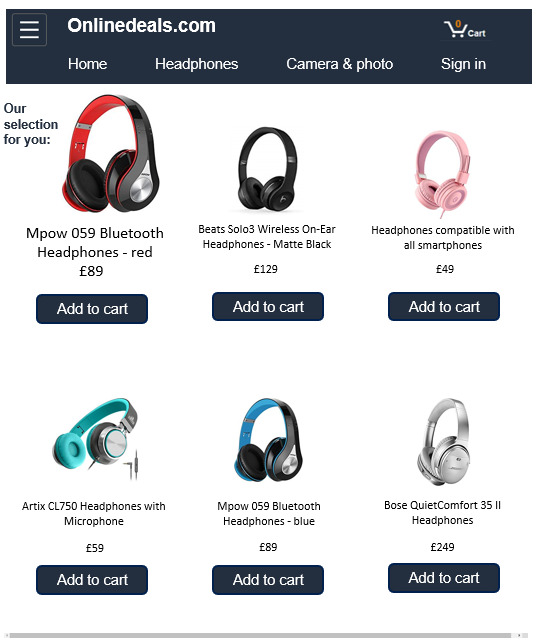 Onlinedeals.com
0
Cart
Home
Headphones
Camera & photo
Sign in
Our
selection
for you:
Mpow 059 Bluetooth
Headphones - red
£89
Add to cart
Beats Solo3 Wireless On-Ear
Headphones - Matte Black
£129
Add to cart
Headphones compatible with
all smartphones
£49
Add to cart
Artix CL750 Headphones with
Microphone
£59
Add to cart
Mpow 059 Bluetooth
Headphones - blue
£89
Add to cart
Bose QuietComfort 35 II
Headphones
£249
Add to cart